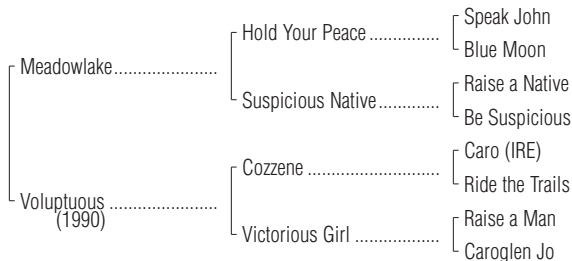 Speak John
Hold Your Peace ...............
Blue Moon
Meadowlake......................
Raise a Native
Suspicious Native.............
Be Suspicious
Caro (IRE)
Cozzene ............................
Ride the Trails
Voluptuous .......................
(1990)
Raise a Man
Victorious Girl ..................
Caroglen Jo